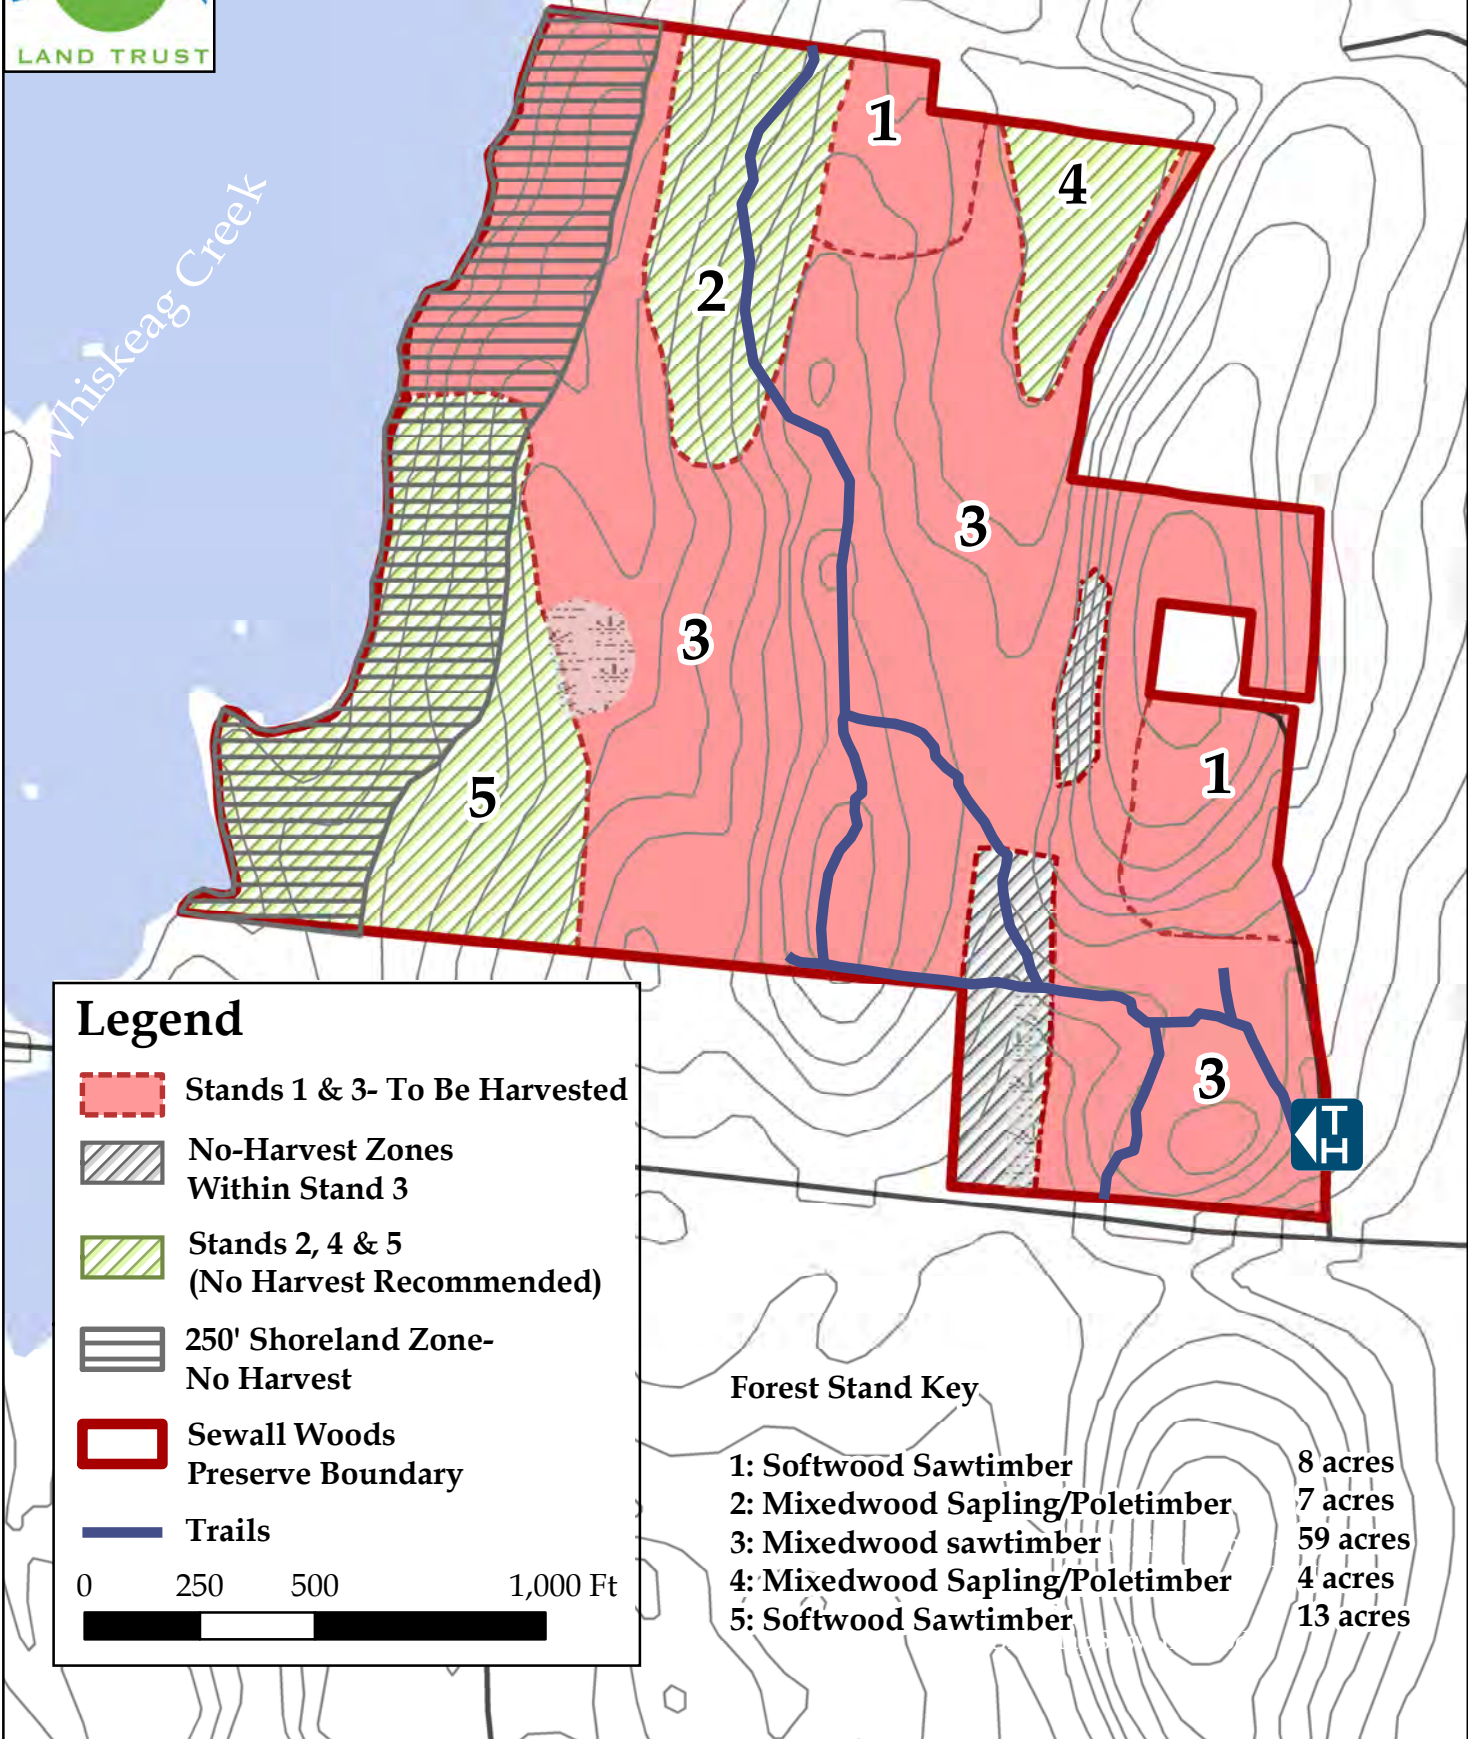 LAND TRUST
Whiskeag Creek
1
4
2
3
3
5
1
3
TH
Legend
Stands 1 & 3- To Be Harvested
No-Harvest Zones
Within Stand 3
Stands 2, 4 & 5
(No Harvest Recommended)
250' Shoreland Zone-
No Harvest
Sewall Woods
Preserve Boundary
Trails
0 250 500 1,000 Ft
Forest Stand Key
1: Softwood Sawtimber 8 acres
2: Mixedwood Sapling/Poletimber 7 acres
3: Mixedwood sawtimber 59 acres
4: Mixedwood Sapling/Poletimber 4 acres
5: Softwood Sawtimber 13 acres